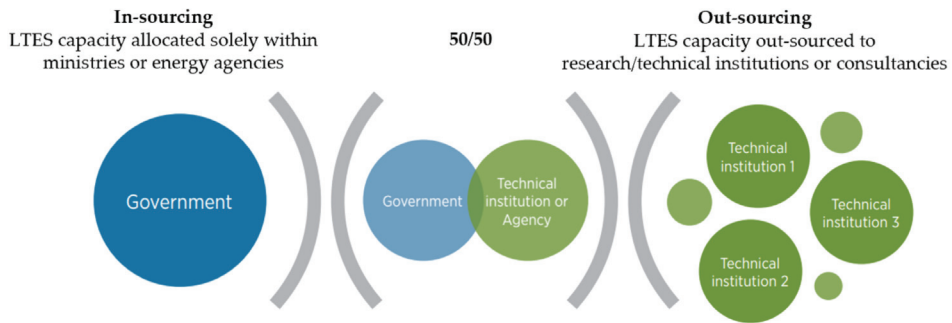 In-sourcing
LTES capacity allocated solely within
ministries or energy agencies
50/50
Out-sourcing
LTES capacity out-sourced to
research/technical institutions or consultancies
Government
Government
Technical
institution or
Agency
Technical
institution 1
Technical
institution 3
Technical
institution 2